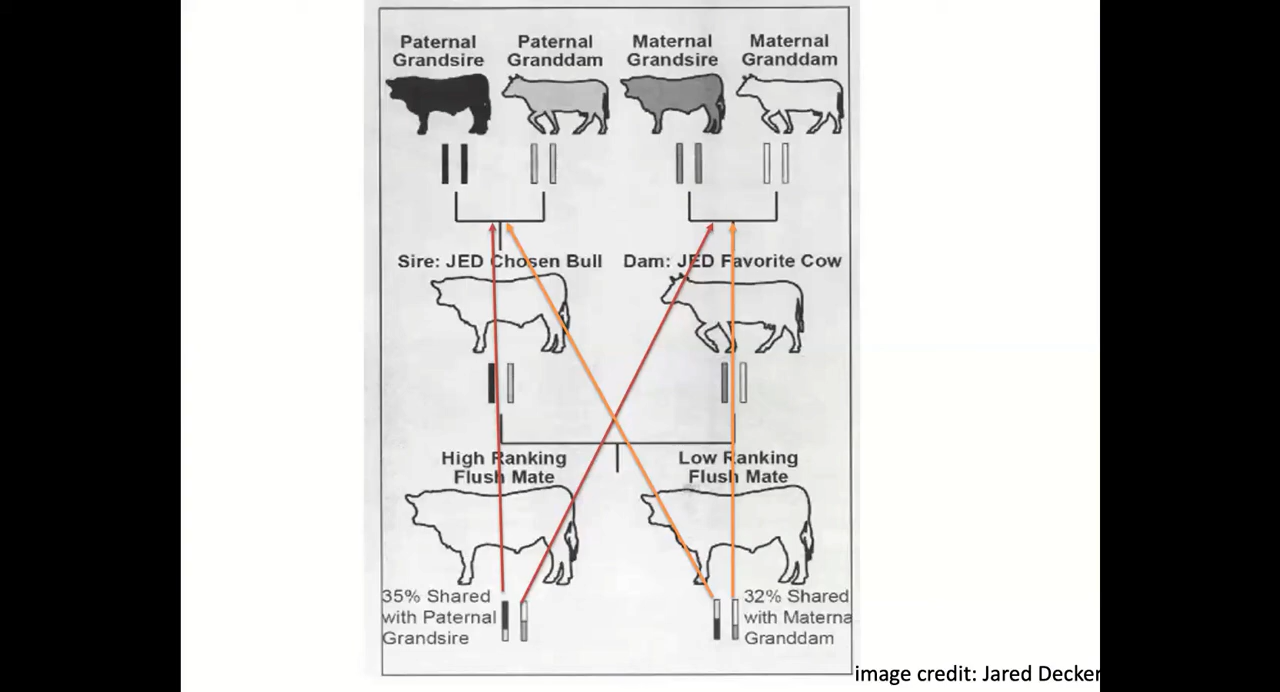 Paternal Grandsire
Paternal Granddam
Maternal Grandsire
Maternal Granddam
Sire: JED Chosen Bull
Dam: JED Favorite Cow
High Ranking
Flush Mate
Low Ranking
Flush Mate
35% Shared
with Paternal
Grandsire
32% Shared
with Materna
Granddam
image credit: Jared Decker